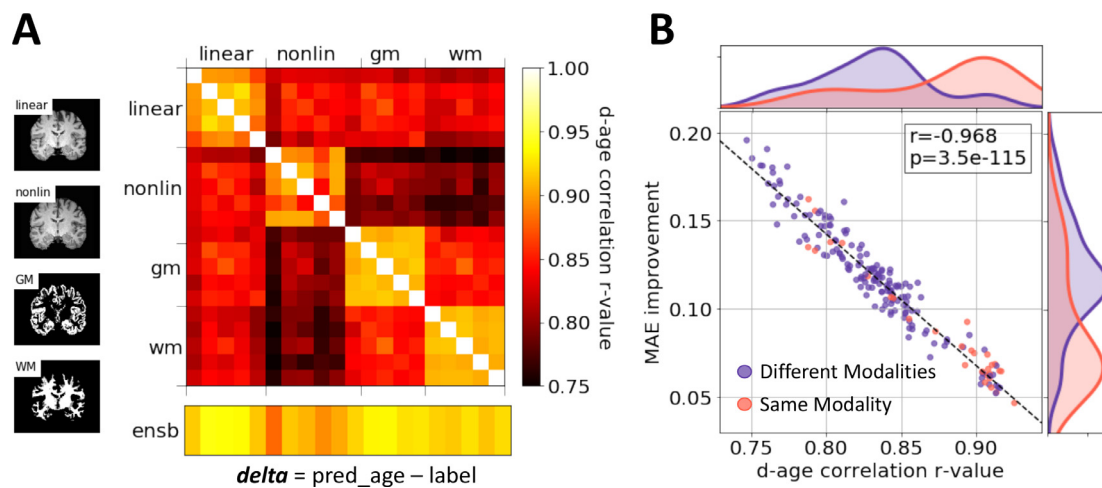 A
linear nonlin gm wm
linear
nonlin
GM
WM
linear
nonlin
gm
wm
1.00
0.95
0.90
0.85
0.80
0.75
d-age correlation r-value
ensb
delta = pred_age – label
B
r=-0.968
p=3.5e-115
0.20
0.15
0.10
0.05
MAE improvement
Different Modalities
Same Modality
0.75 0.80 0.85 0.90
d-age correlation r-value